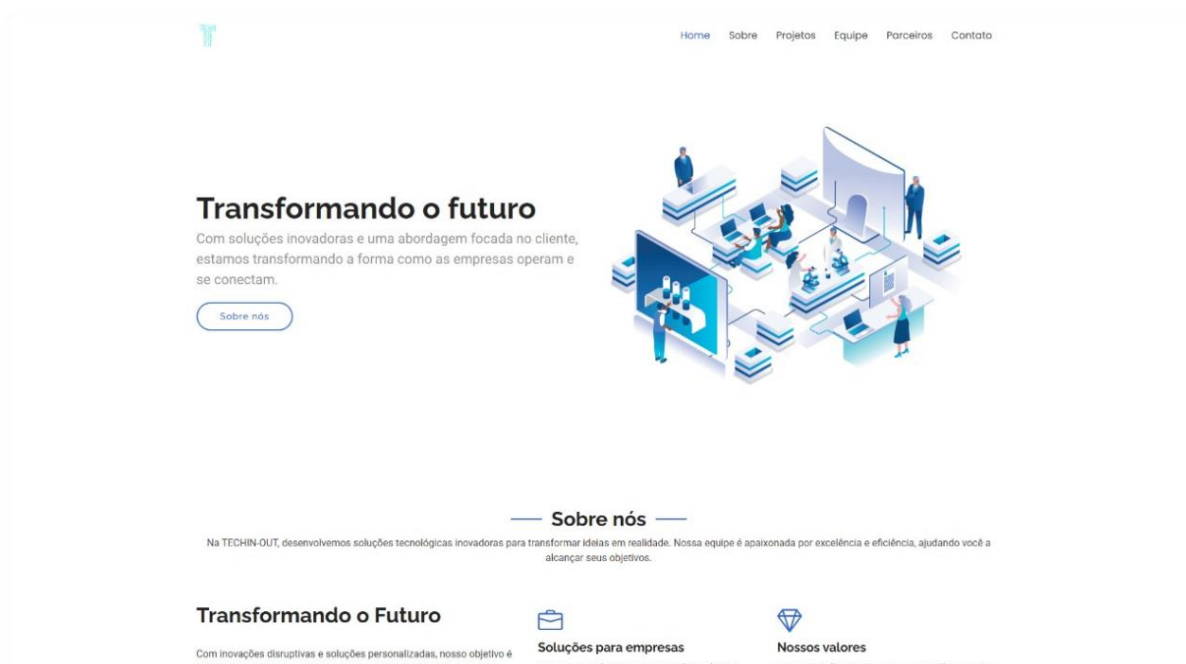 Home Sobre Projetos Equipe Parceiros Contato
Transformando o futuro
Com soluções inovadoras e uma abordagem focada no cliente,
estamos transformando a forma como as empresas operam e
se conectam.
Sobre nós
Sobre nós
Na TECHIN-OUT, desenvolvemos soluções tecnológicas inovadoras para transformar ideias em realidade. Nossa equipe é apaixonada por excelência e eficiência, ajudando você a
alcançar seus objetivos.
Transformando o Futuro
Com inovações disruptivas e soluções personalizadas, nosso objetivo é
Soluções para empresas
Nossos valores